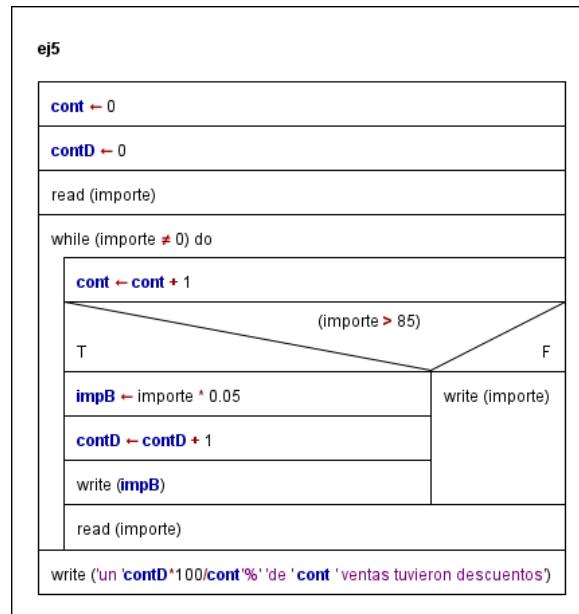 ej5
cont ← 0
contD ← 0
read (importe)
while (importe ≠ 0) do
cont ← cont + 1
(importe > 85)
T
F
impB ← importe * 0.05
write (importe)
contD ← contD + 1
write (impB)
read (importe)
write ('un 'contD*100/cont'%' 'de ' cont ' ventas tuvieron descuentos')